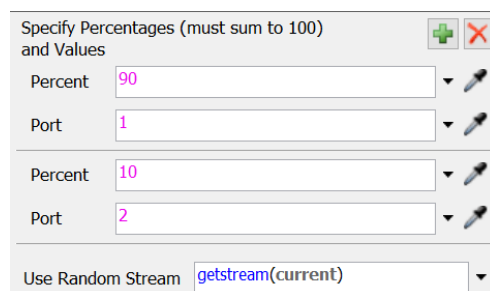 Specify Percentages (must sum to 100)
and Values
Percent 90
Port 1
Percent 10
Port 2
Use Random Stream getstream(current)